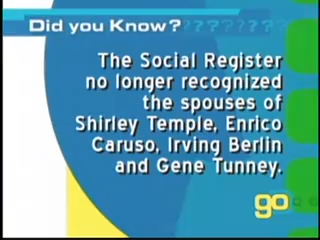 Did you Know? ???????
The Social Register
no longer recognized
the spouses of
Shirley Temple, Enrico
Caruso, Irving Berlin
and Gene Tunney.
go